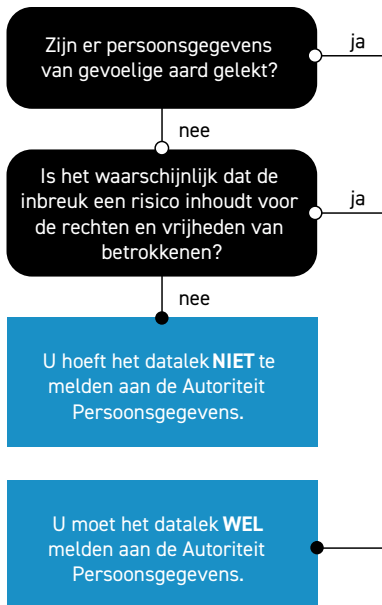 Zijn er persoonsgegevens
van gevoelige aard gelekt?
ja
nee
Is het waarschijnlijk dat de
inbreuk een risico inhoudt voor
de rechten en vrijheden van
betrokkenen?
ja
nee
U hoeft het datalek NIET te
melden aan de Autoriteit
Persoonsgegevens.
U moet het datalek WEL
melden aan de Autoriteit
Persoonsgegevens.